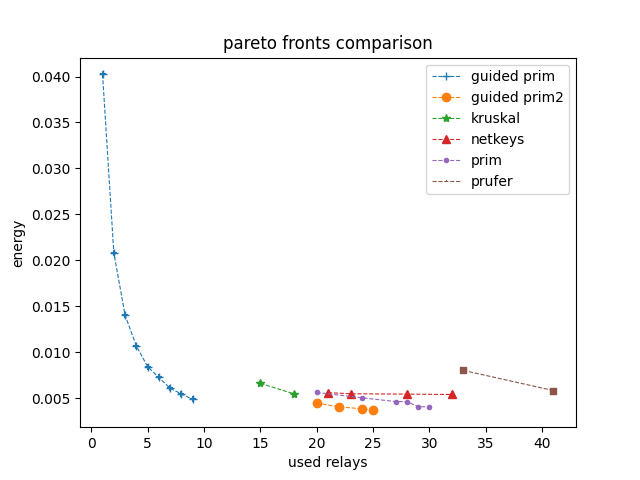 pareto fronts comparison
guided prim
guided prim2
kruskal
netkeys
prim
prufer
energy
0.040
0.035
0.030
0.025
0.020
0.015
0.010
0.005
0 5 10 15 20 25 30 35 40
used relays